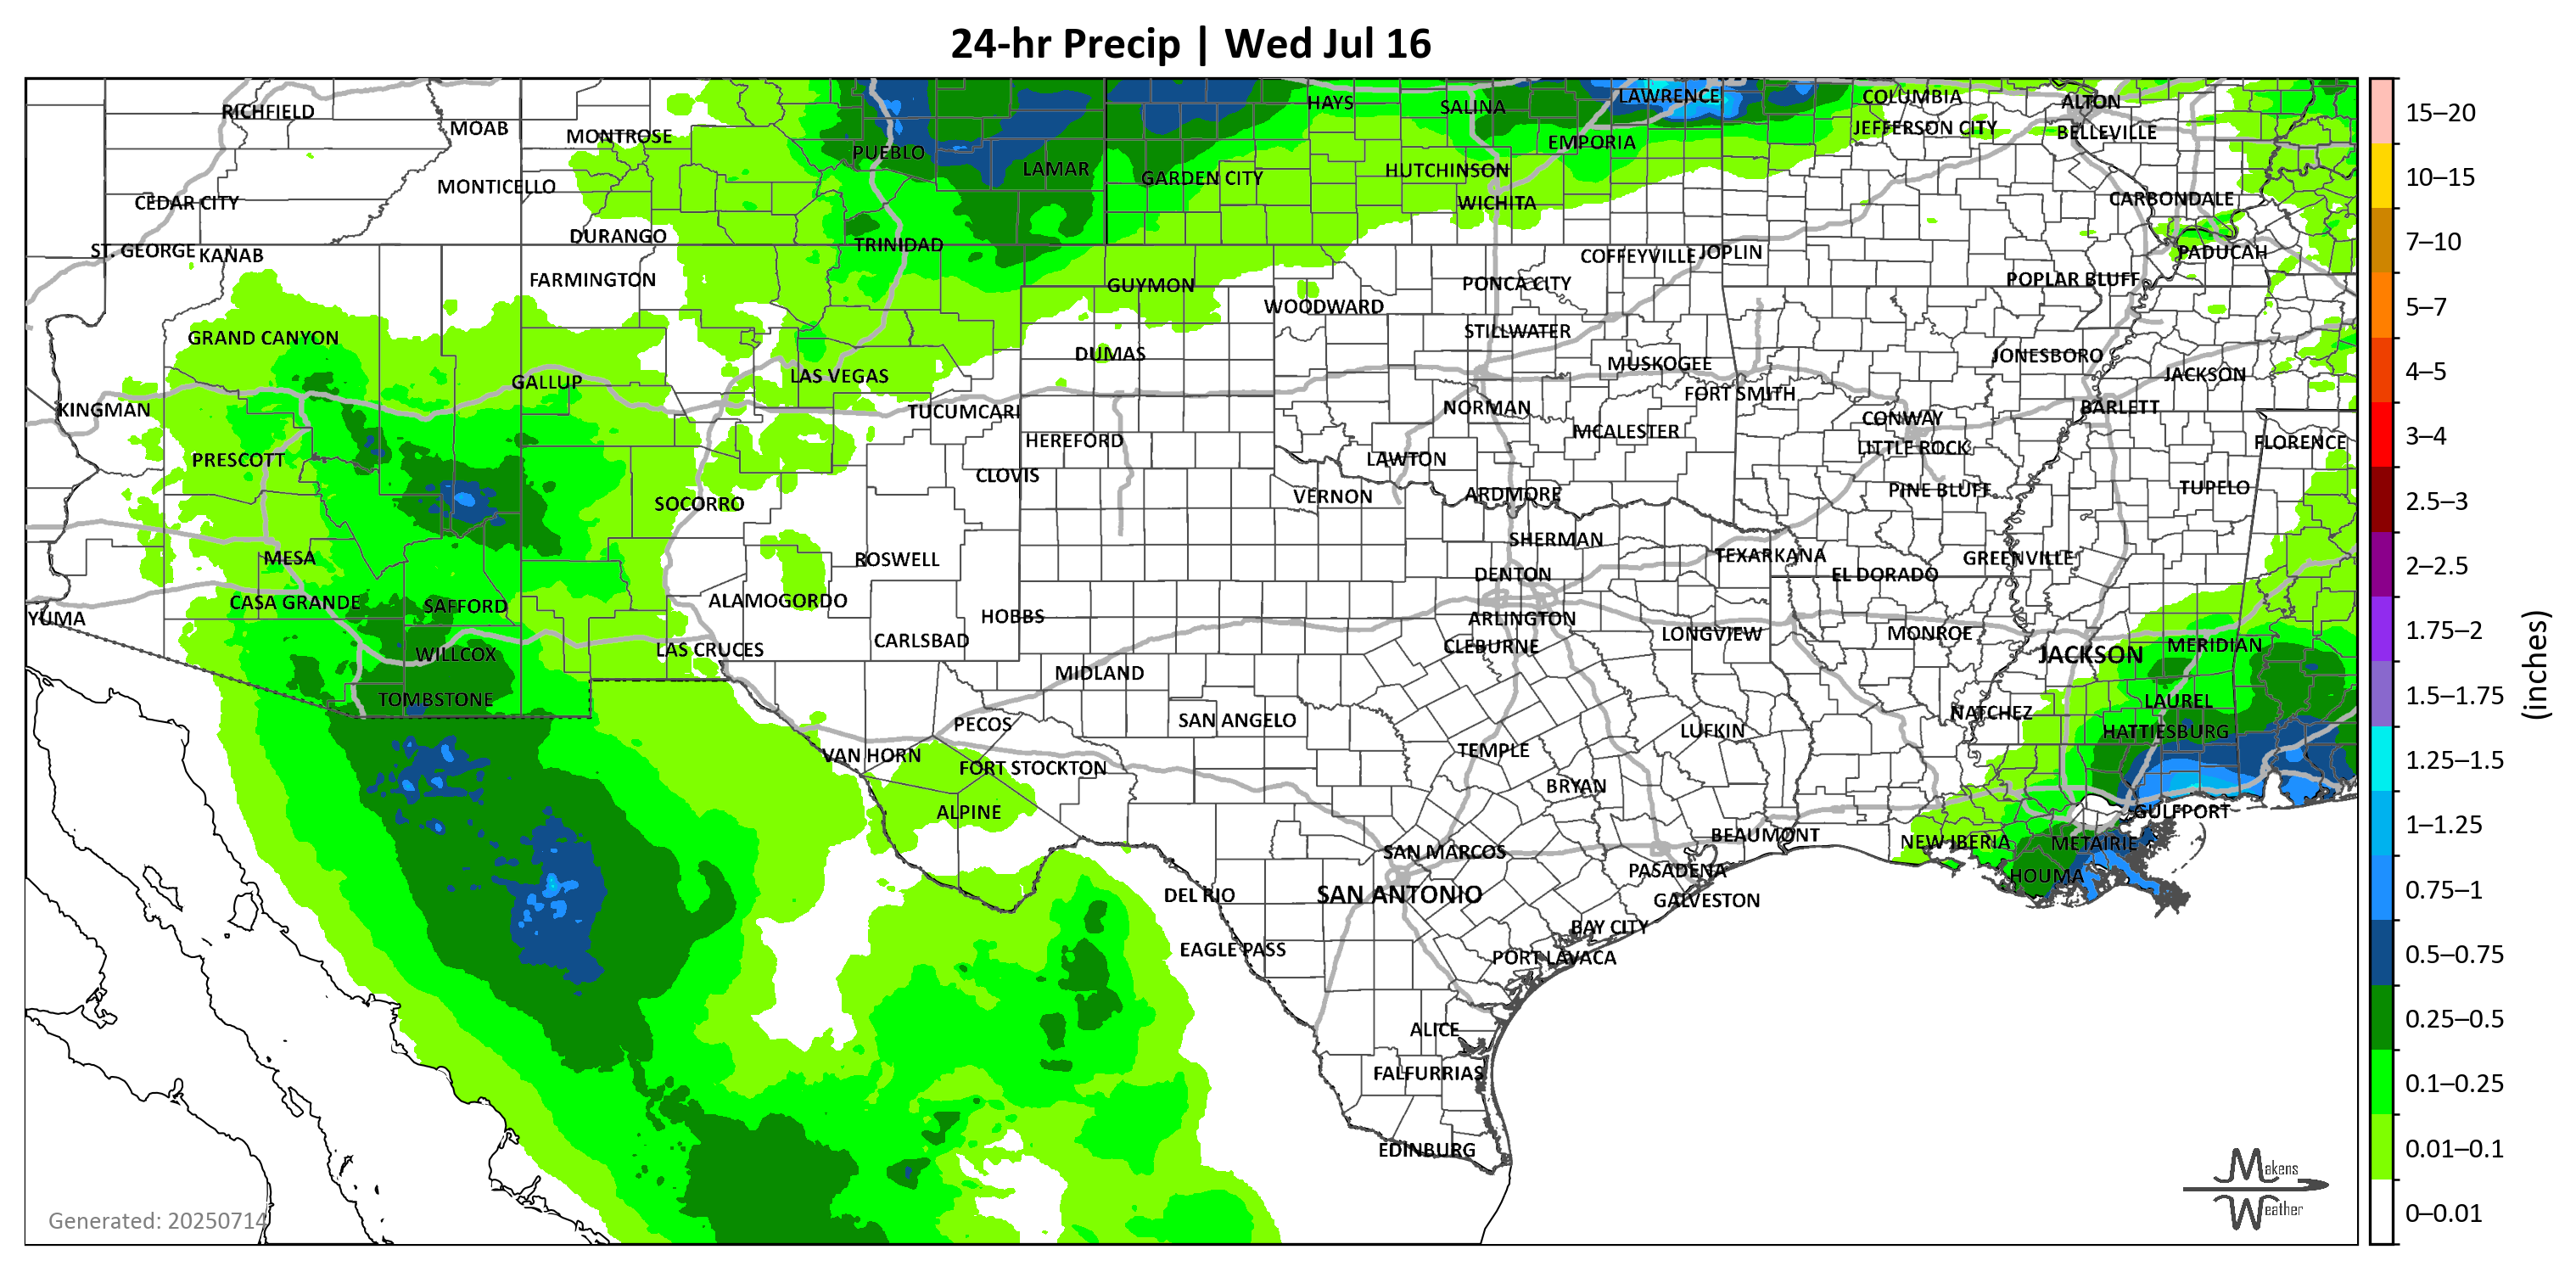 24-hr Precip | Wed Jul 16
RICHFIELD
MOAB
MONTROSE
PUEBLO
LAMAR
HAYS
SALINA
LAWRENCE
COLUMBIA
ALTON
EMPORIA
JEFFERSON CITY
BELLEVILLE
CEDAR CITY
MONTICELLO
GARDEN CITY
HUTCHINSON
WICHITA
CARBONDALE
ST. GEORGE
KANAB
DURANGO
TRINIDAD
COFFEYVILLE
JOPLIN
PADUCAH
FARMINGTON
GUYMON
WOODWARD
PONCA CITY
POPLAR BLUFF
GRAND CANYON
DUMAS
STILLWATER
MUSKOGEE
JONESBORO
JACKSON
GALLUP
LAS VEGAS
FORT SMITH
KINGMAN
TUCUMCARI
NORMAN
CONWAY
BARLETT
PRESCOTT
HEREFORD
MCALESTER
LITTLE ROCK
FLORENCE
CLOVIS
LAWTON
SOCORRO
VERNON
ARDMORE
PINE BLUFF
TUPELO
MESA
ROSWELL
SHERMAN
TEXARKANA
GREENVILLE
DENTON
EL DORADO
YUMA
CASA GRANDE
SAFFORD
ALAMOGORDO
HOBBS
ARLINGTON
WILLCOX
LAS CRUCES
CARLSBAD
CLEBURNE
LONGVIEW
MONROE
JACKSON
MERIDIAN
TOMBSTONE
MIDLAND
PECOS
SAN ANGELO
LUFKIN
NATCHEZ
LAUREL
HATTIESBURG
VAN HORN
FORT STOCKTON
TEMPLE
BRYAN
ALPINE
GULFPORT
SAN MARCOS
BEAUMONT
NEW IBERIA
METAIRIE
DEL RIO
SAN ANTONIO
PASADENA
GALVESTON
HOUMA
EAGLE PASS
BAY CITY
PORT LAVACA
ALICE
FALFURRIAS
EDINBURG
Generated: 20250714
Makens
Weather
15–20
10–15
7–10
5–7
4–5
3–4
2.5–3
2–2.5
1.75–2
1.5–1.75
1.25–1.5
1–1.25
0.75–1
0.5–0.75
0.25–0.5
0.1–0.25
0.01–0.1
0–0.01
(inches)